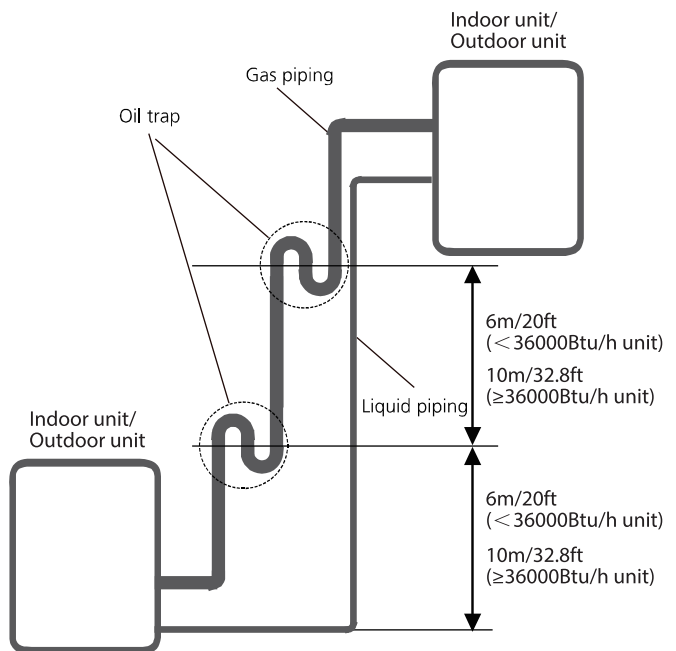 Indoor unit/
Outdoor unit
Gas piping
Oil trap
6m/20ft
(＜36000Btu/h unit)
10m/32.8ft
(≥36000Btu/h unit)
Liquid piping
Indoor unit/
Outdoor unit
6m/20ft
(＜36000Btu/h unit)
10m/32.8ft
(≥36000Btu/h unit)